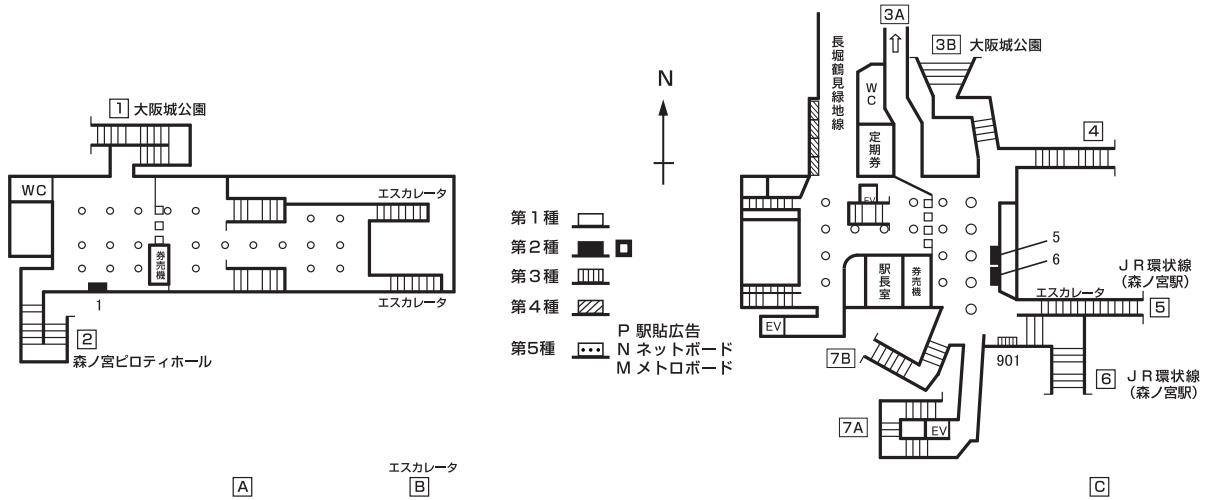 1 大阪城公園
WC
エスカレータ
券売機
1
エスカレータ
2
森ノ宮ピロティホール
エスカレータ
A
B
N
第1種
第2種
第3種
第4種
第5種
P 駅貼広告
N ネットボード
M メトロボード
3A
3B 大阪城公園
長堀鶴見緑地線
WC
定期券
4
EV
5
6
駅長室
券売機
JR環状線
(森ノ宮駅)
エスカレータ
5
EV
7B
901
6 JR環状線
(森ノ宮駅)
7A
EV
C